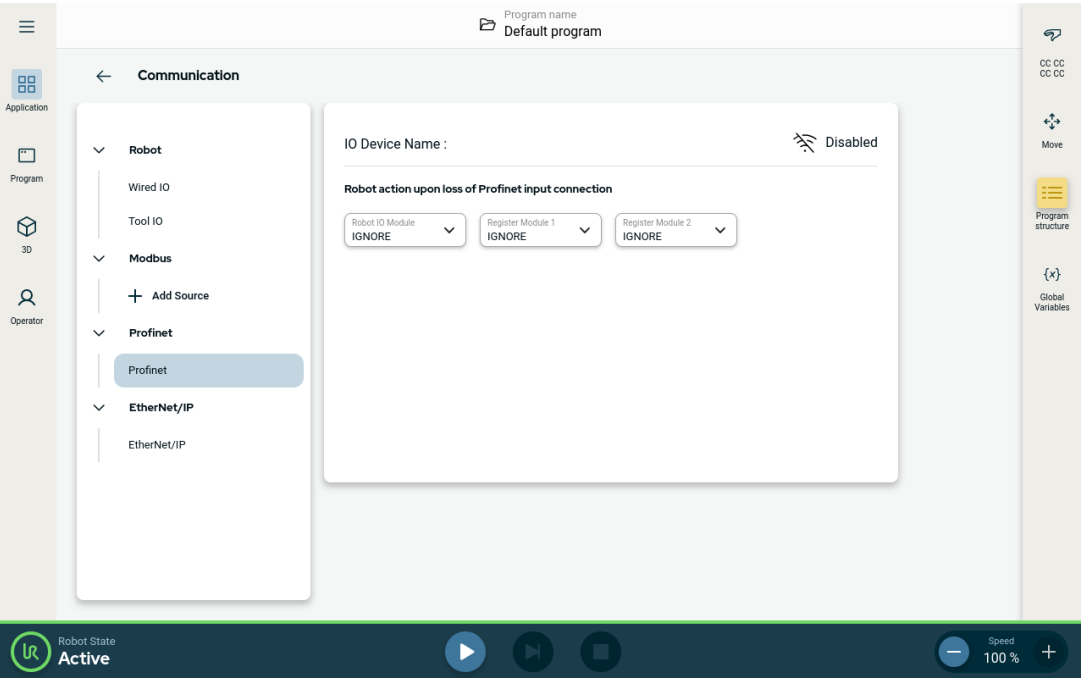 Program name
Default program
Communication
Application
Program
3D
Operator
Robot
Wired IO
Tool IO
Modbus
Add Source
Profinet
Profinet
EtherNet/IP
EtherNet/IP
IO Device Name :
Disabled
Robot action upon loss of Profinet input connection
Robot IO Module
IGNORE
Register Module 1
IGNORE
Register Module 2
IGNORE
CC CC
CC CC
Move
Program
structure
{x}
Global
Variables
UR
Robot State
Active
Speed
100 %